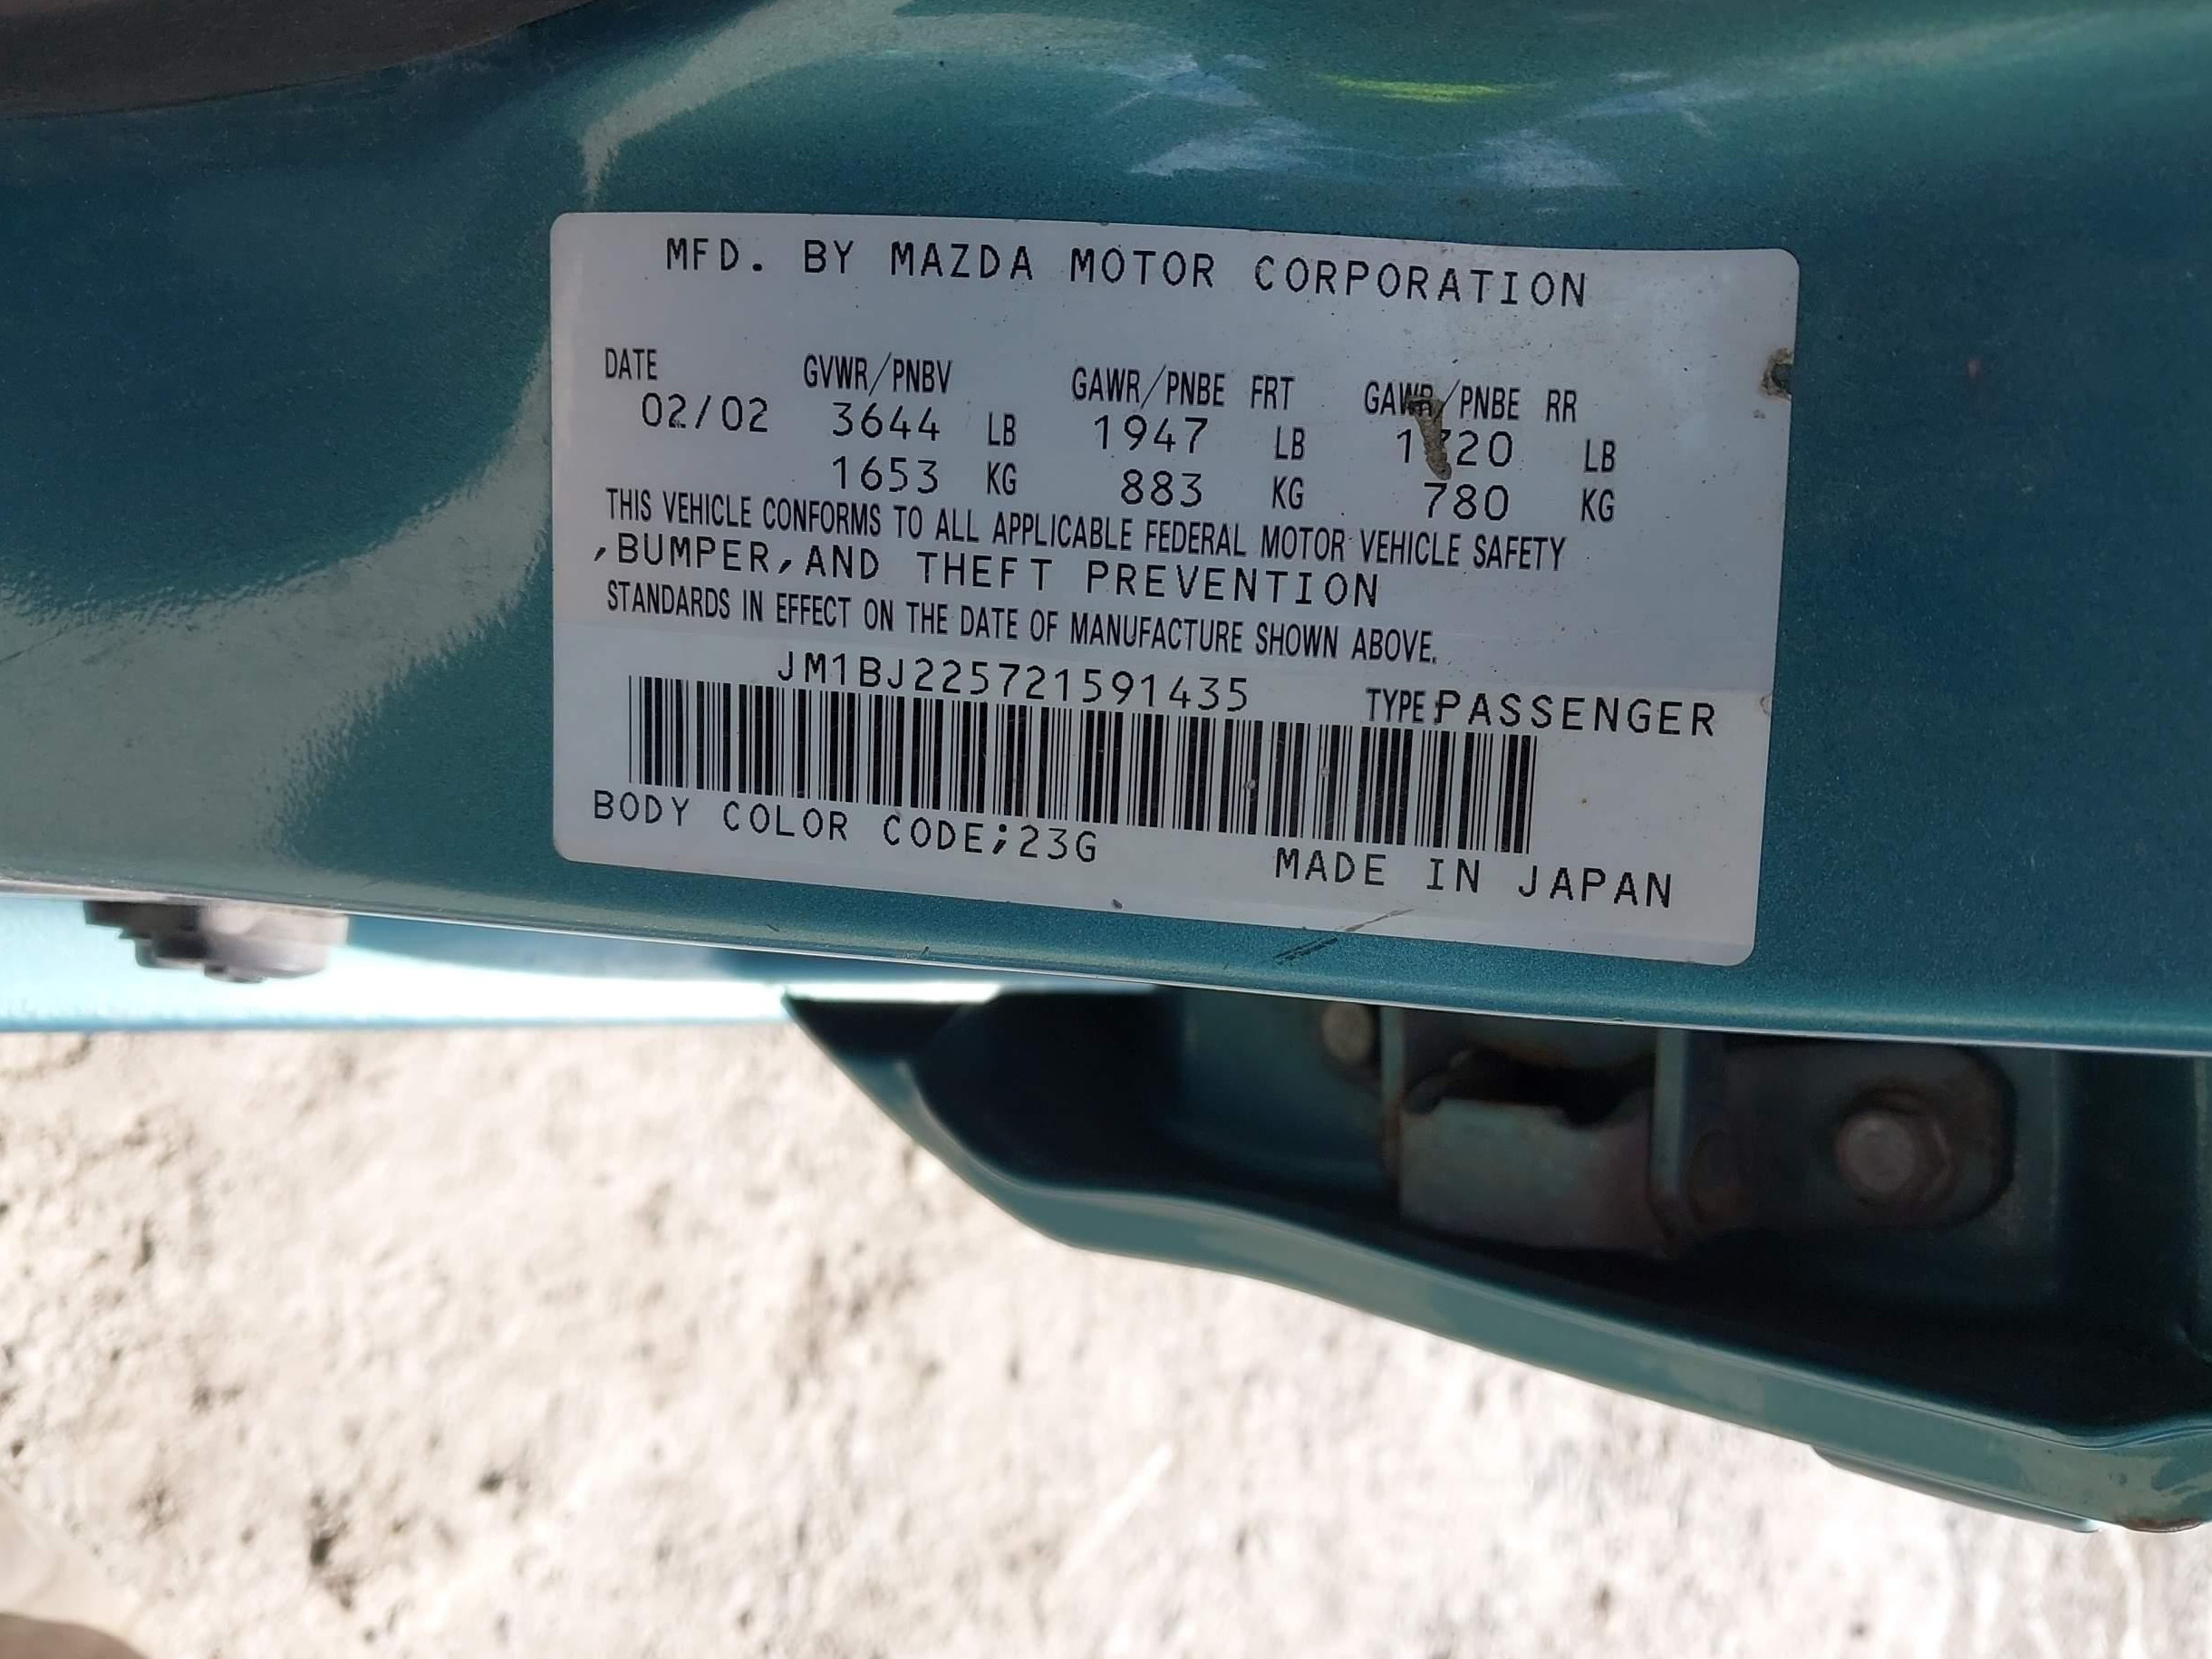 MFD. BY MAZDA MOTOR CORPORATION
DATE GVWR/PNBV GAWR/PNBE FRT GAWR/PNBE RR
02/02 3644 LB 1947 LB 1720 LB
1653 KG 883 KG 780 KG
THIS VEHICLE CONFORMS TO ALL APPLICABLE FEDERAL MOTOR VEHICLE SAFETY
,BUMPER,AND THEFT PREVENTION
STANDARDS IN EFFECT ON THE DATE OF MANUFACTURE SHOWN ABOVE.
JM1BJ225721591435 TYPE:PASSENGER
BODY COLOR CODE;23G
MADE IN JAPAN